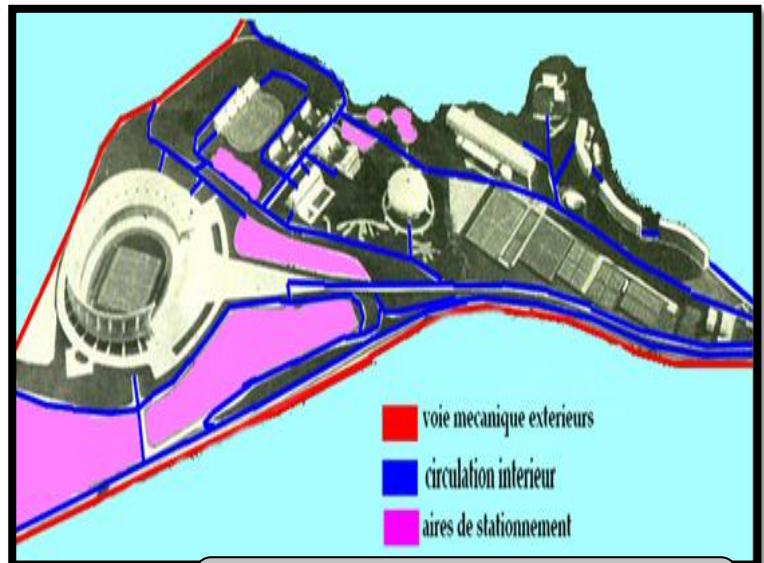 voie mecanique exterieurs
circulation interieur
aires de stationnement